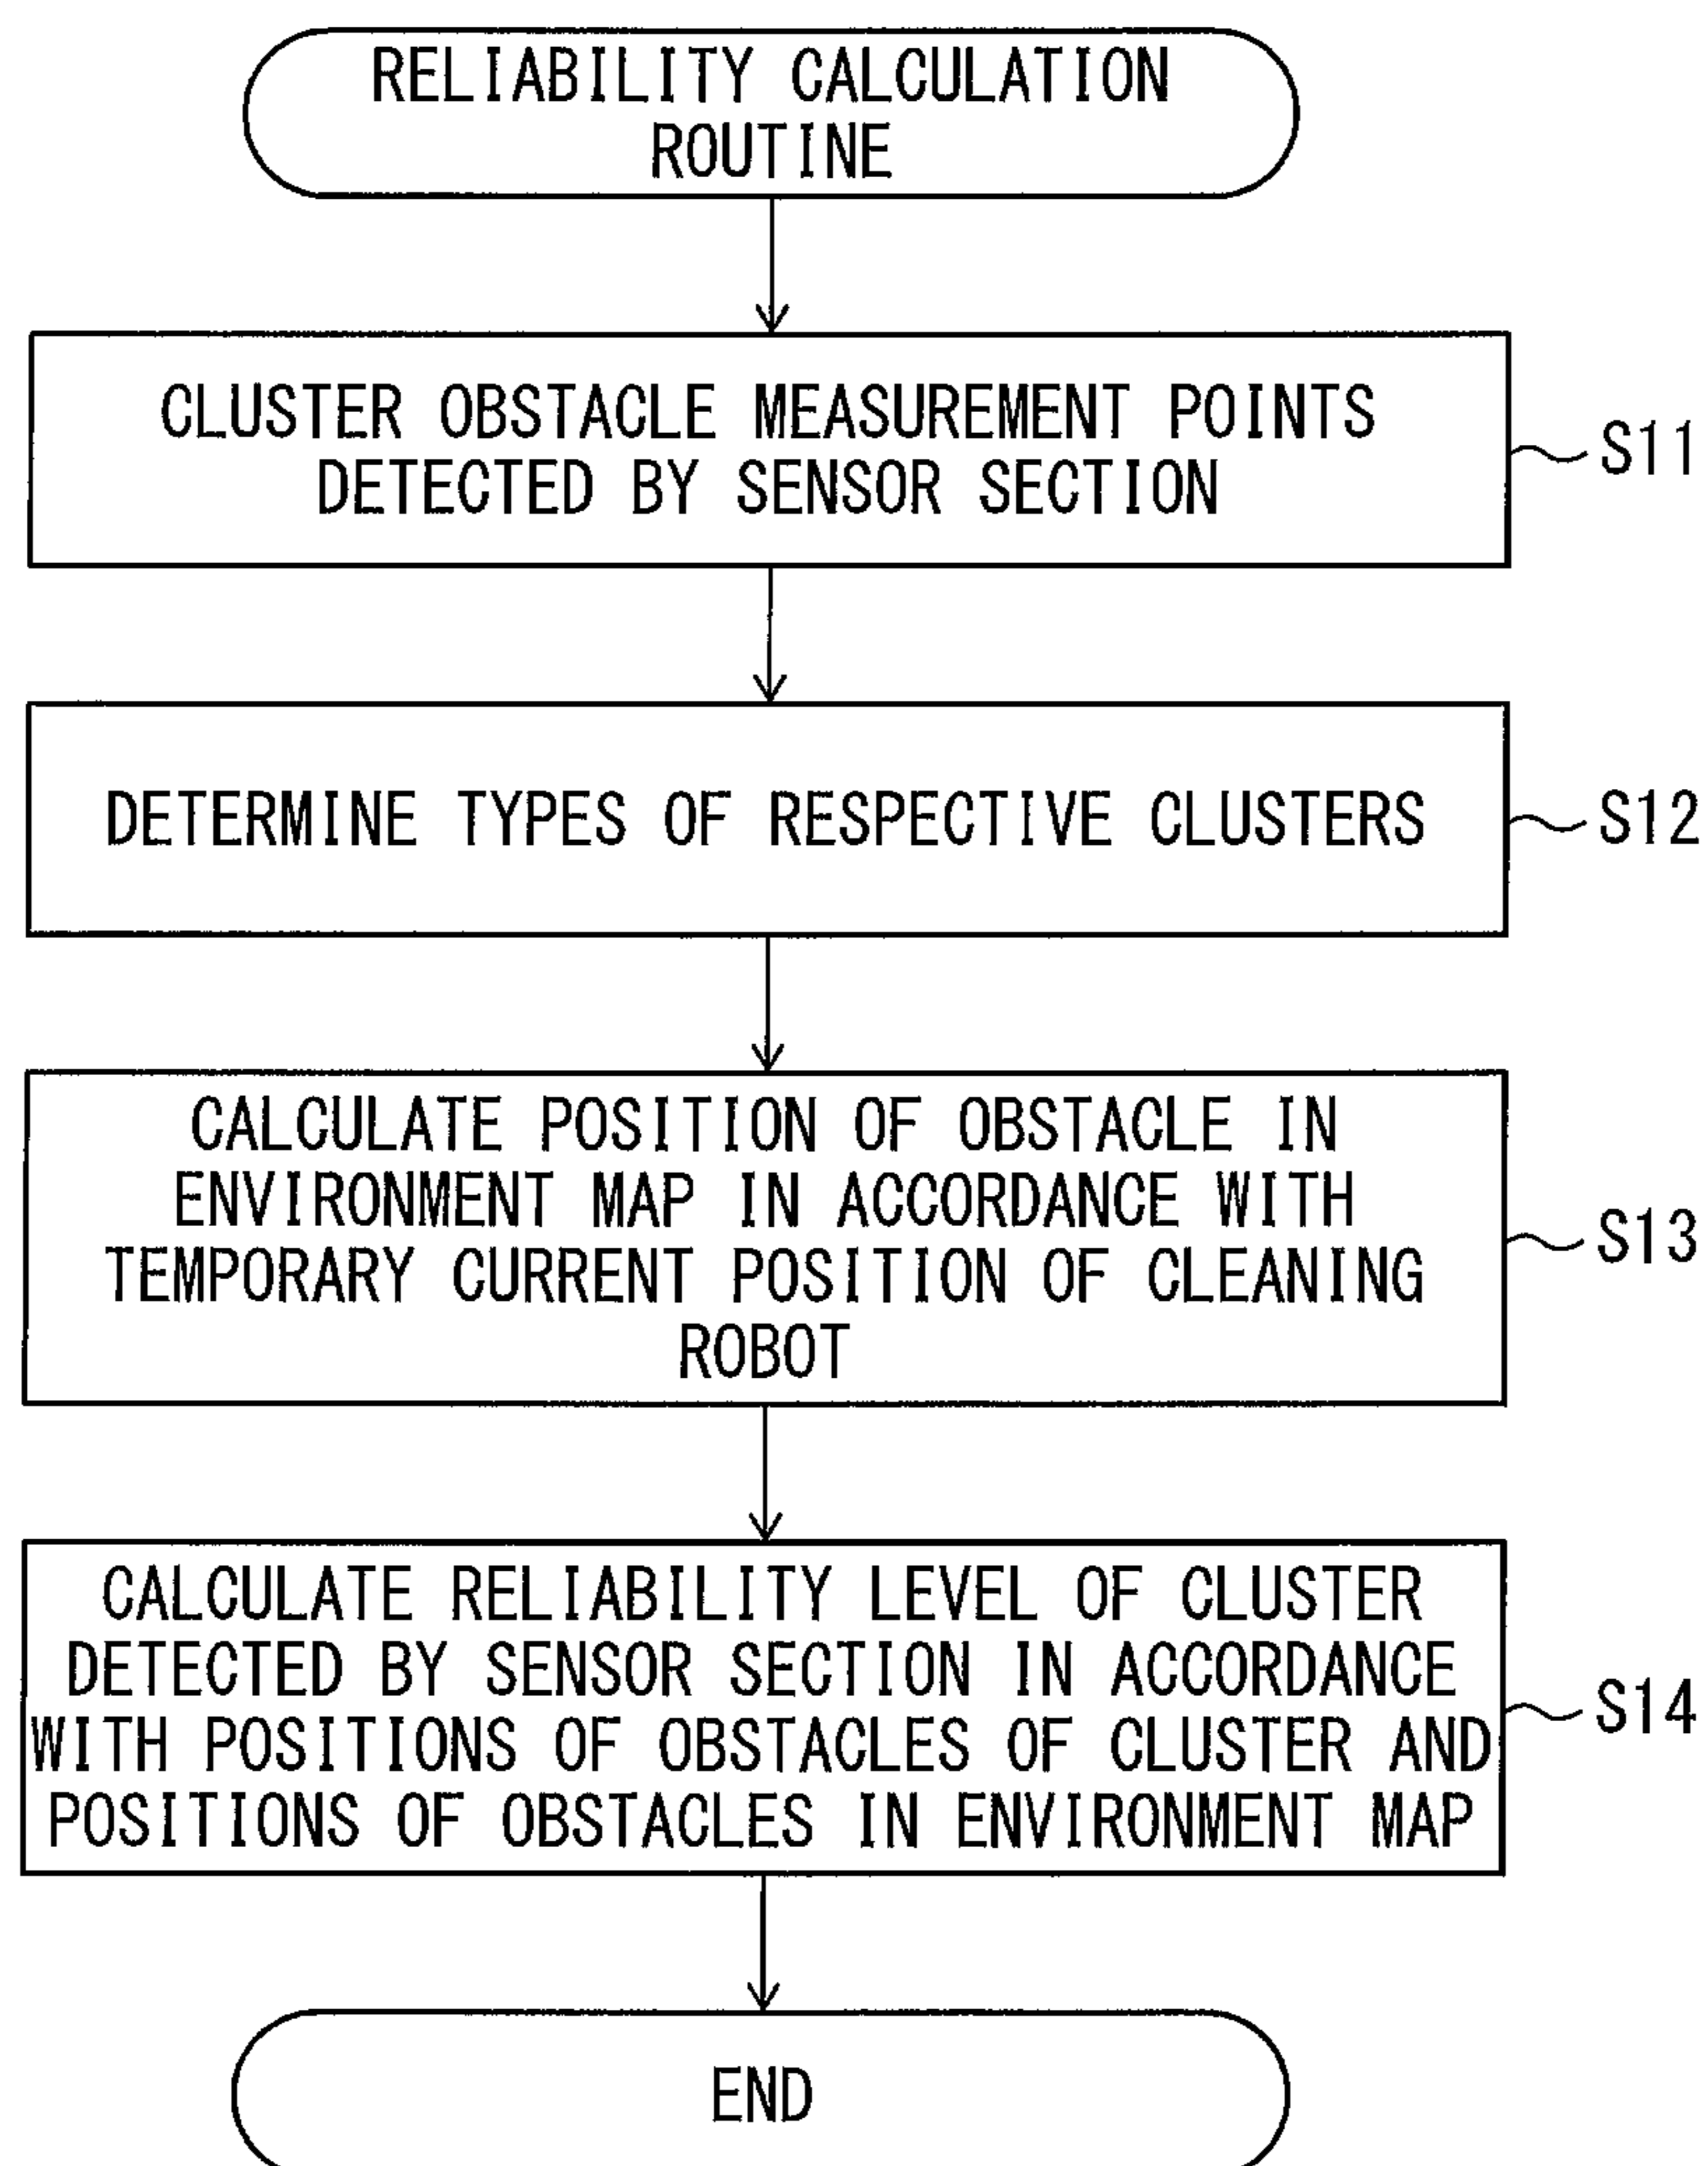 RELIABILITY CALCULATION
ROUTINE
CLUSTER OBSTACLE MEASUREMENT POINTS
DETECTED BY SENSOR SECTION
S11
DETERMINE TYPES OF RESPECTIVE CLUSTERS
S12
CALCULATE POSITION OF OBSTACLE IN
ENVIRONMENT MAP IN ACCORDANCE WITH
TEMPORARY CURRENT POSITION OF CLEANING
ROBOT
S13
CALCULATE RELIABILITY LEVEL OF CLUSTER
DETECTED BY SENSOR SECTION IN ACCORDANCE
WITH POSITIONS OF OBSTACLES OF CLUSTER AND
POSITIONS OF OBSTACLES IN ENVIRONMENT MAP
S14
END